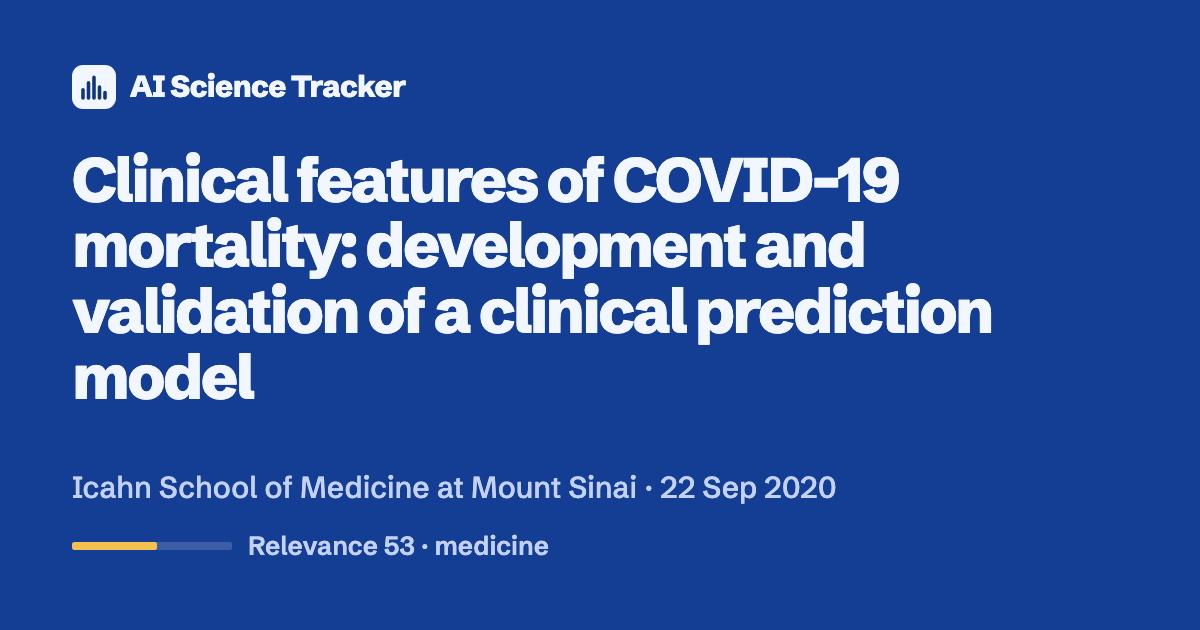 AI Science Tracker
Clinical features of COVID-19
mortality: development and
validation of a clinical prediction
model
Icahn School of Medicine at Mount Sinai · 22 Sep 2020
Relevance 53 · medicine